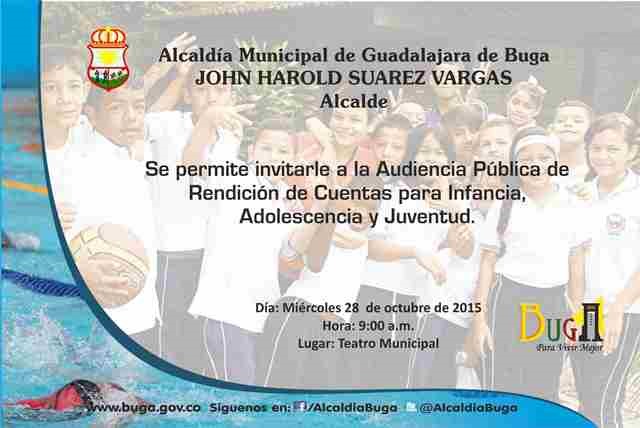 Alcaldía Municipal de Guadalajara de Buga
JOHN HAROLD SUAREZ VARGAS
Alcalde
Se permite invitarle a la Audiencia Pública de
Rendición de Cuentas para Infancia,
Adolescencia y Juventud.
Día: Miércoles 28 de octubre de 2015
Hora: 9:00 a.m.
Lugar: Teatro Municipal
BUGA
Para Vivir Mejor
www.buga.gov.co Siguenos en: f/AlcaldiaBuga @AlcaldiaBuga